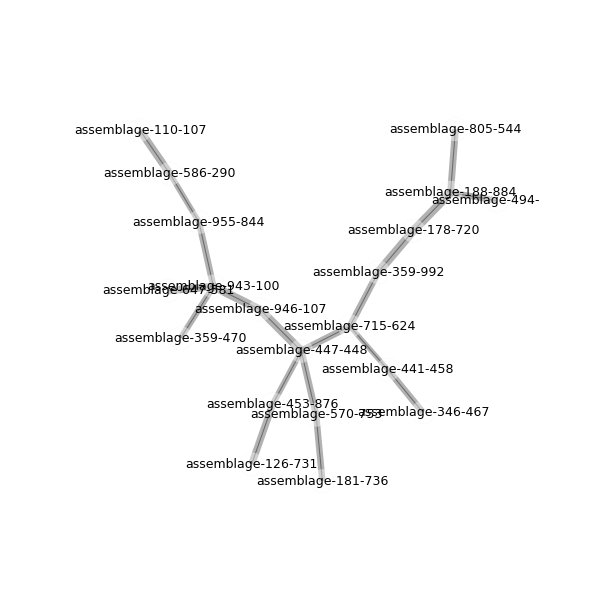 assemblage-805-544
assemblage-110-107
assemblage-586-290
assemblage-188-884
assemblage-494-
assemblage-955-844
assemblage-178-720
assemblage-359-992
assemblage-943-100
assemblage-647-581
assemblage-946-107
assemblage-715-624
assemblage-359-470
assemblage-447-448
assemblage-441-458
assemblage-453-876
assemblage-346-467
assemblage-570-753
assemblage-126-731
assemblage-181-736